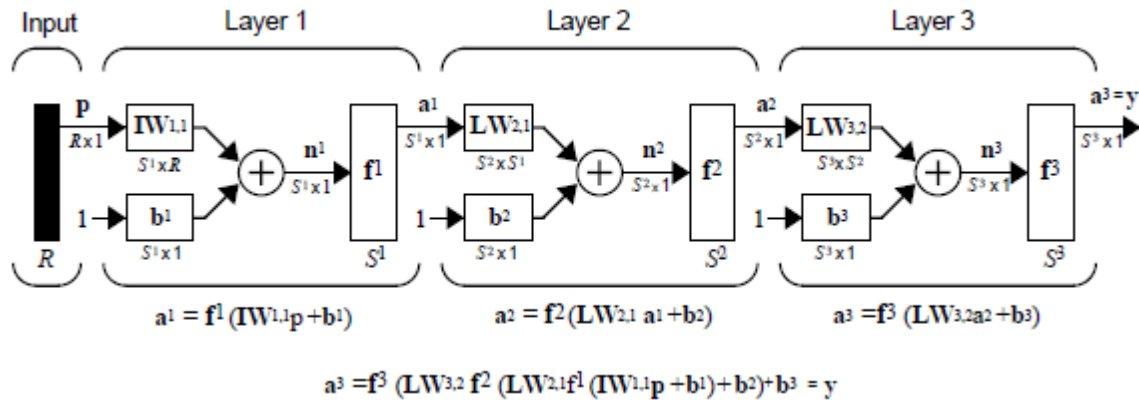 Input Layer 1 Layer 2 Layer 3
p a¹ a² a³ = y
IW1,1 LW2,1 LW3,2
R x 1 S¹ x 1 S² x 1 S³ x 1
S¹ x R n¹ S² x S¹ n² S³ x S² n³
f¹ f² f³
S¹ x 1 S² x 1 S³ x 1
1 b¹ 1 b² 1 b³
R S¹ x 1 S¹ S² x 1 S² S³ x 1 S³
a¹ = f¹ (IW1,1p +b¹) a² = f² (LW2,1 a¹ +b²) a³ =f³ (LW3,2a² +b³)
a³ =f³ (LW3,2 f² (LW2,1f¹ (IW1,1p +b¹)+ b²)+ b³ = y